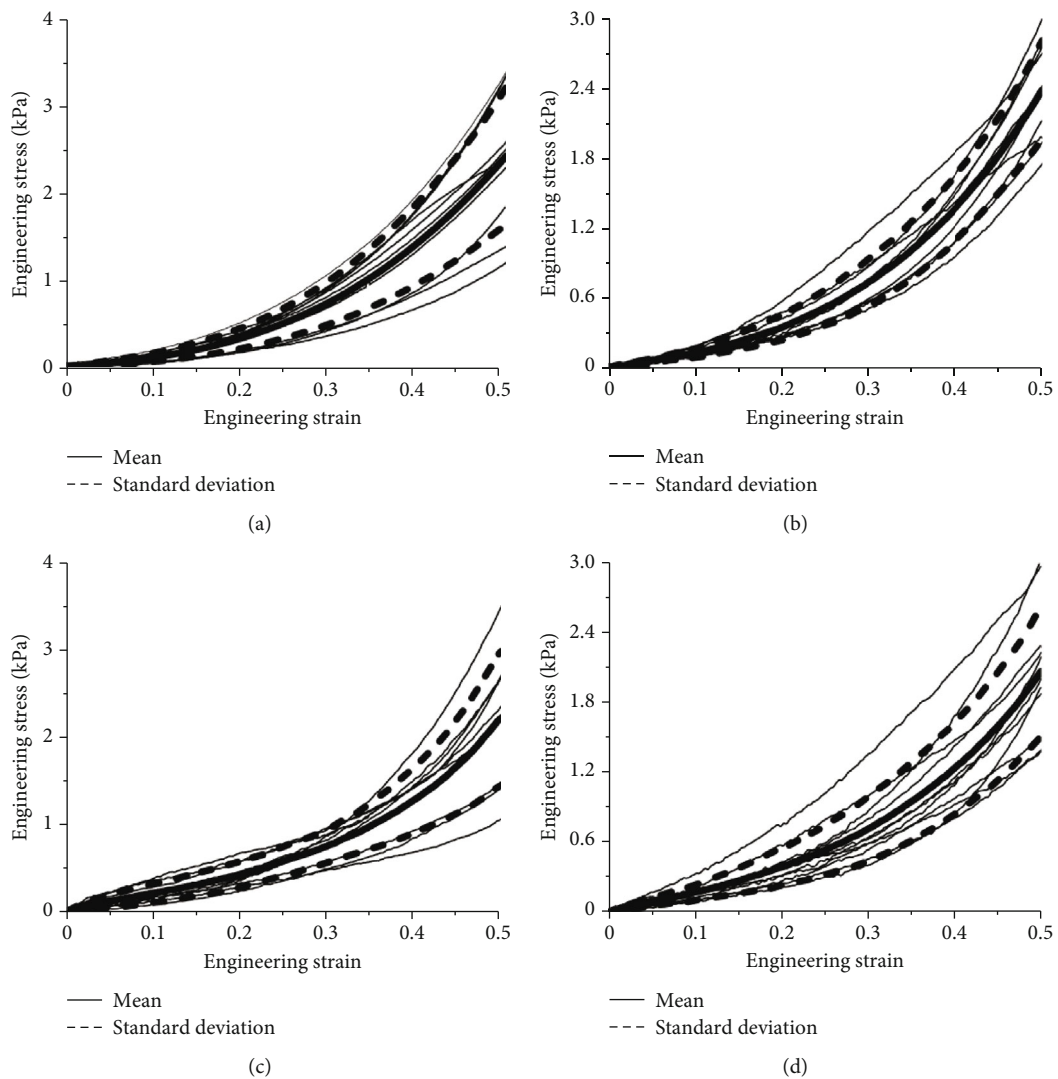 4
3
2
1
0
Engineering stress (kPa)
0 0.1 0.2 0.3 0.4 0.5
Engineering strain
Mean
Standard deviation
(a)
3.0
2.4
1.8
1.2
0.6
0
Engineering stress (kPa)
0 0.1 0.2 0.3 0.4 0.5
Engineering strain
Mean
Standard deviation
(b)
4
3
2
1
0
Engineering stress (kPa)
0 0.1 0.2 0.3 0.4 0.5
Engineering strain
Mean
Standard deviation
(c)
3.0
2.4
1.8
1.2
0.6
0
Engineering stress (kPa)
0 0.1 0.2 0.3 0.4 0.5
Engineering strain
Mean
Standard deviation
(d)